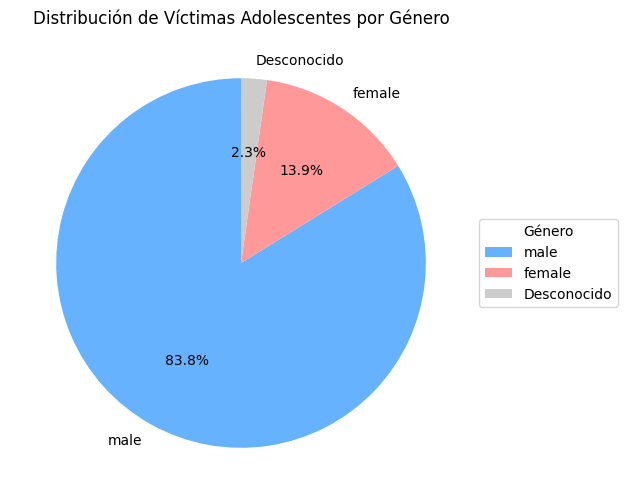 Distribución de Víctimas Adolescentes por Género
Desconocido
female
2.3%
13.9%
Género
male
female
Desconocido
83.8%
male